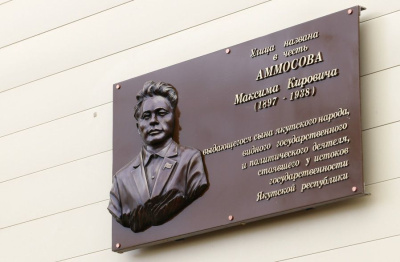 Улица названа
в честь
АММОСОВА
Максима Кировича
(1897 - 1938)
выдающегося сына якутского народа,
видного государственного
и политического деятеля,
стоявшего у истоков
государственности
Якутской республики